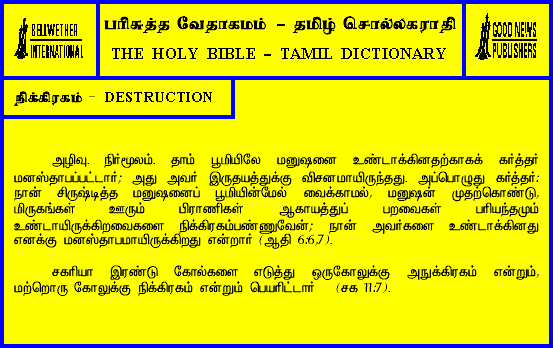 BELLWETHER
INTERNATIONAL
பரிசுத்த வேதாகமம் - தமிழ் சொல்லகராதி
THE HOLY BIBLE - TAMIL DICTIONARY
GOOD NEWS
PUBLISHERS
நிக்கிரகம் - DESTRUCTION
அழிவு. நிர்மூலம். தாம் பூமியிலே மனுஷனை உண்டாக்கினதற்காகக் கர்த்தர்
மனஸ்தாபப்பட்டார்; அது அவர் இருதயத்துக்கு விசனமாயிருந்தது. அப்பொழுது கர்த்தர்:
நான் சிருஷ்டித்த மனுஷனைப் பூமியின்மேல் வைக்காமல், மனுஷன் முதற்கொண்டு,
மிருகங்கள் ஊரும் பிராணிகள் ஆகாயத்துப் பறவைகள் பரியந்தமும்
உண்டாயிருக்கிறவைகளை நிக்கிரகம்பண்ணுவேன்; நான் அவர்களை உண்டாக்கினது
எனக்கு மனஸ்தாபமாயிருக்கிறது என்றார் (ஆதி 6:6,7).
சகரியா இரண்டு கோல்களை எடுத்து ஒருகோலுக்கு அநுக்கிரகம் என்றும்,
மற்றொரு கோலுக்கு நிக்கிரகம் என்றும் பெயரிட்டார் (சக 11:7).